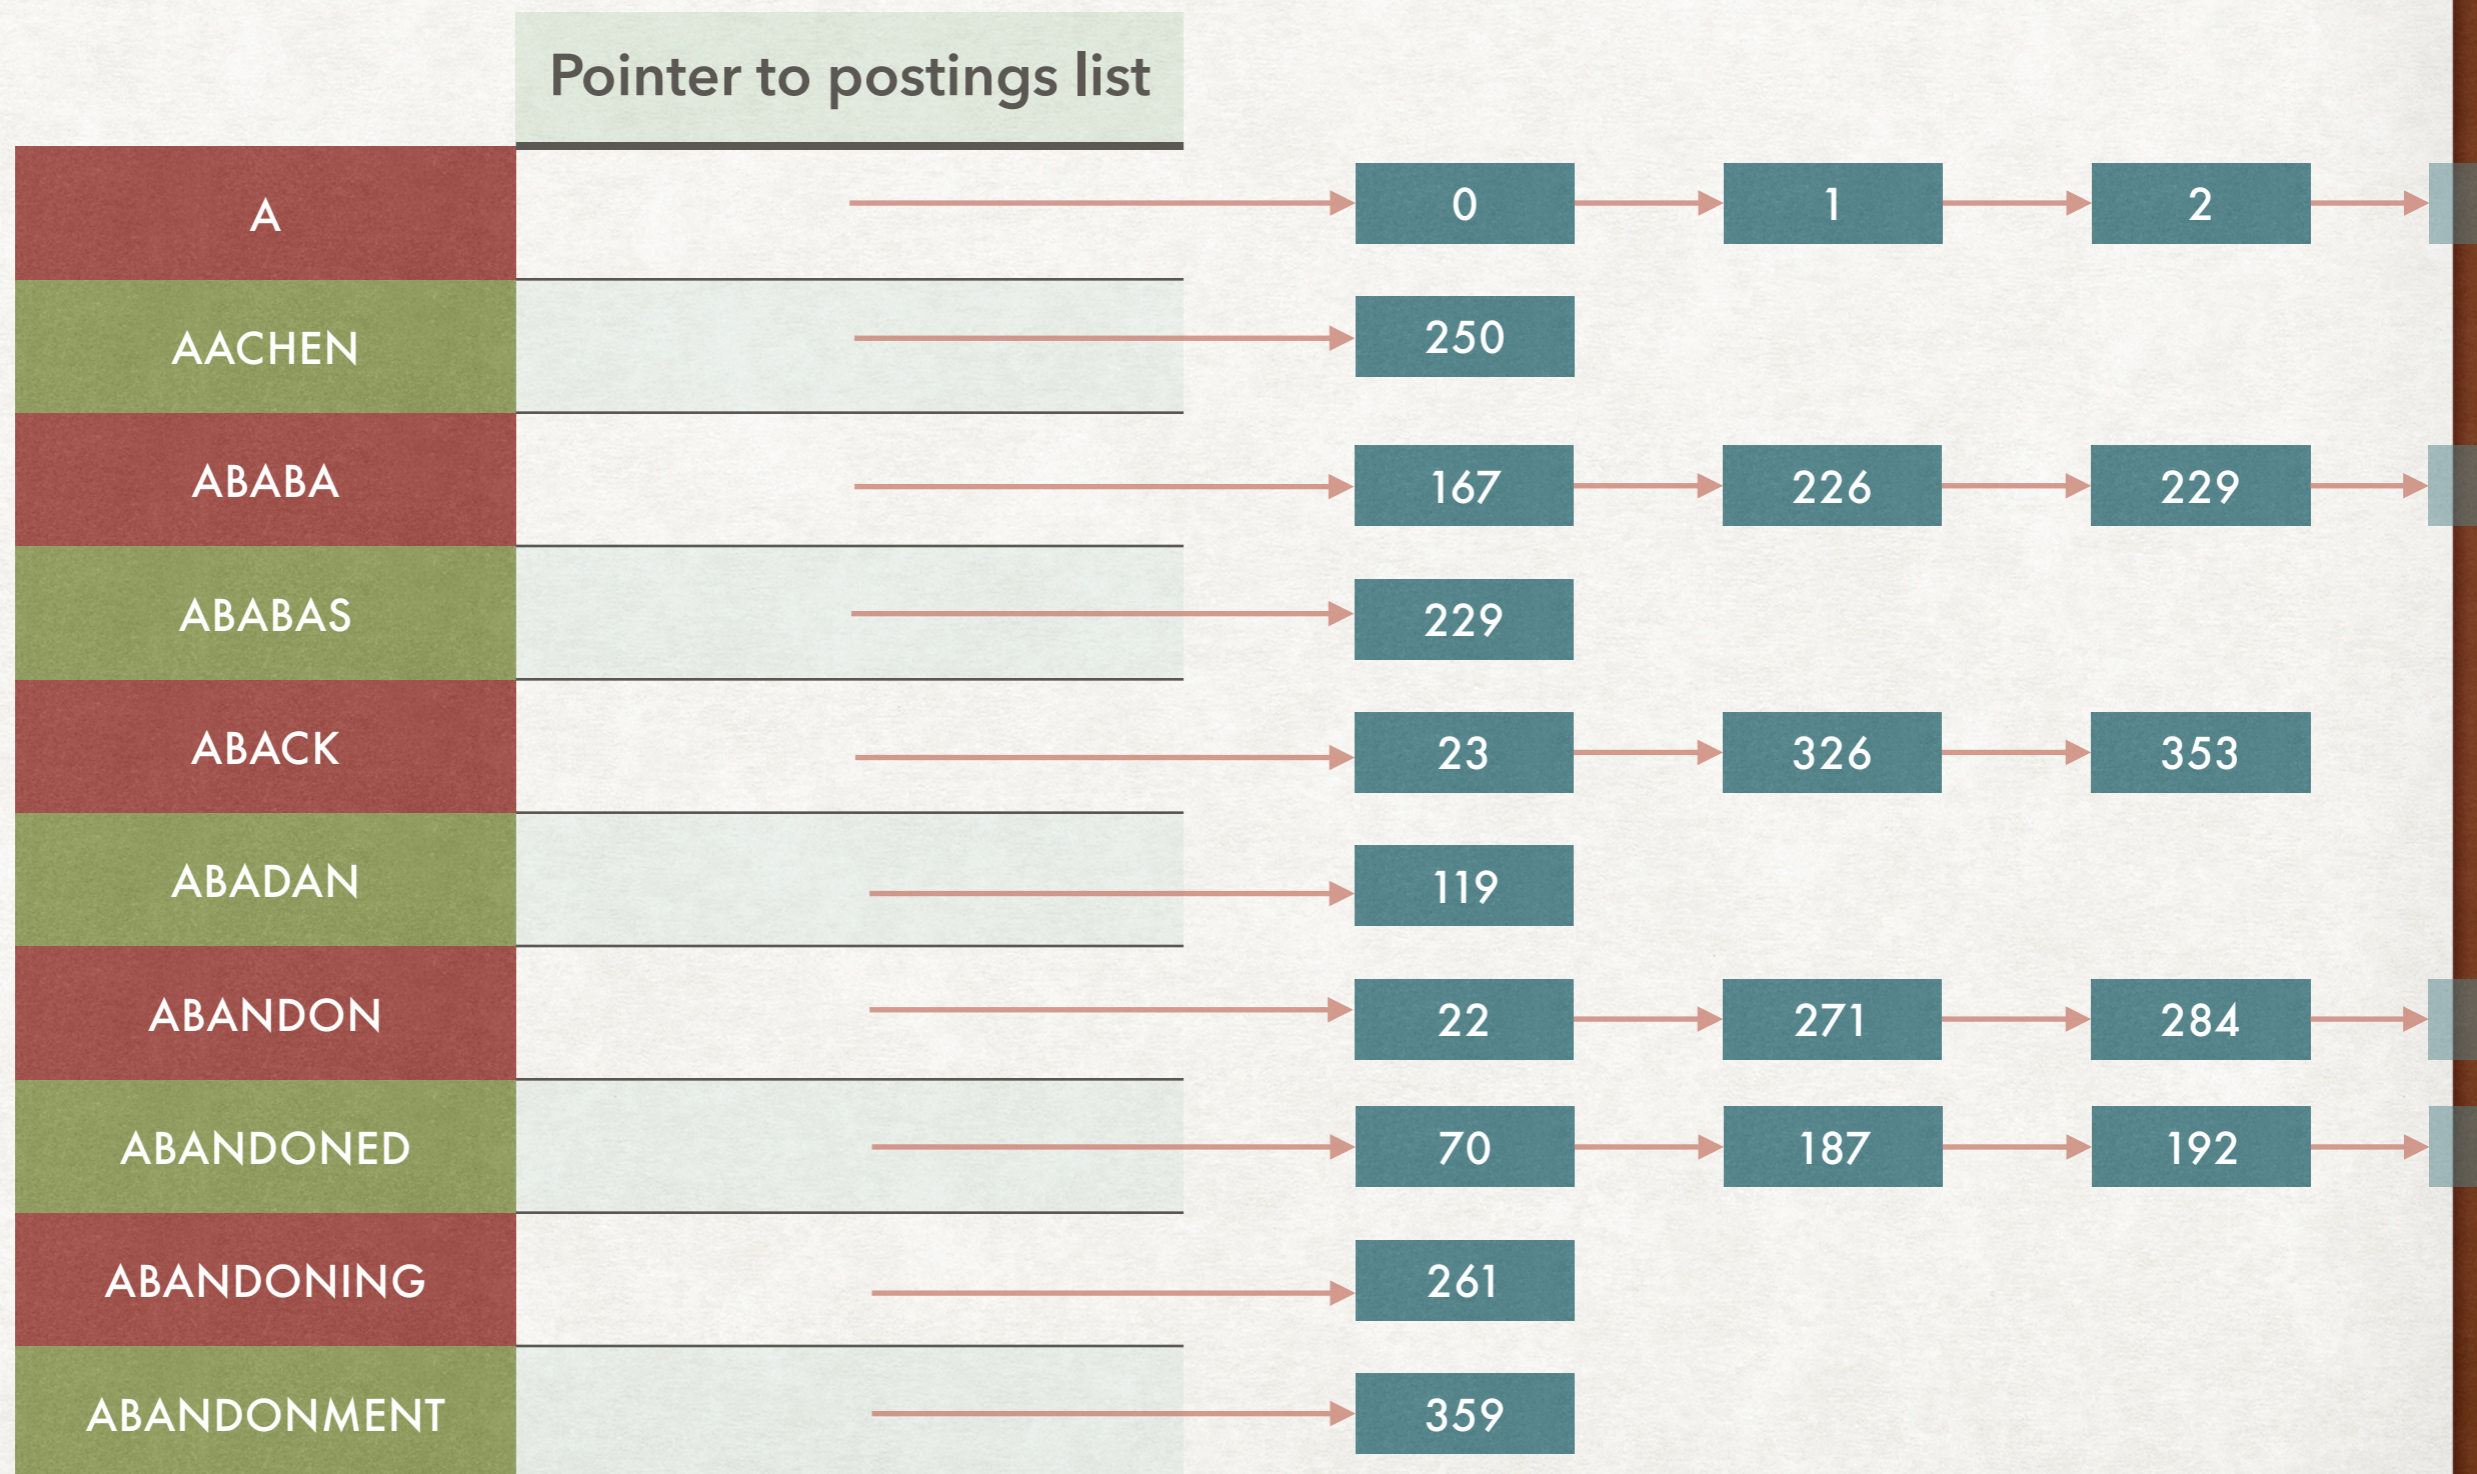 Pointer to postings list
A 0 1 2
AACHEN 250
ABABA 167 226 229
ABABAS 229
ABACK 23 326 353
ABADAN 119
ABANDON 22 271 284
ABANDONED 70 187 192
ABANDONING 261
ABANDONMENT 359